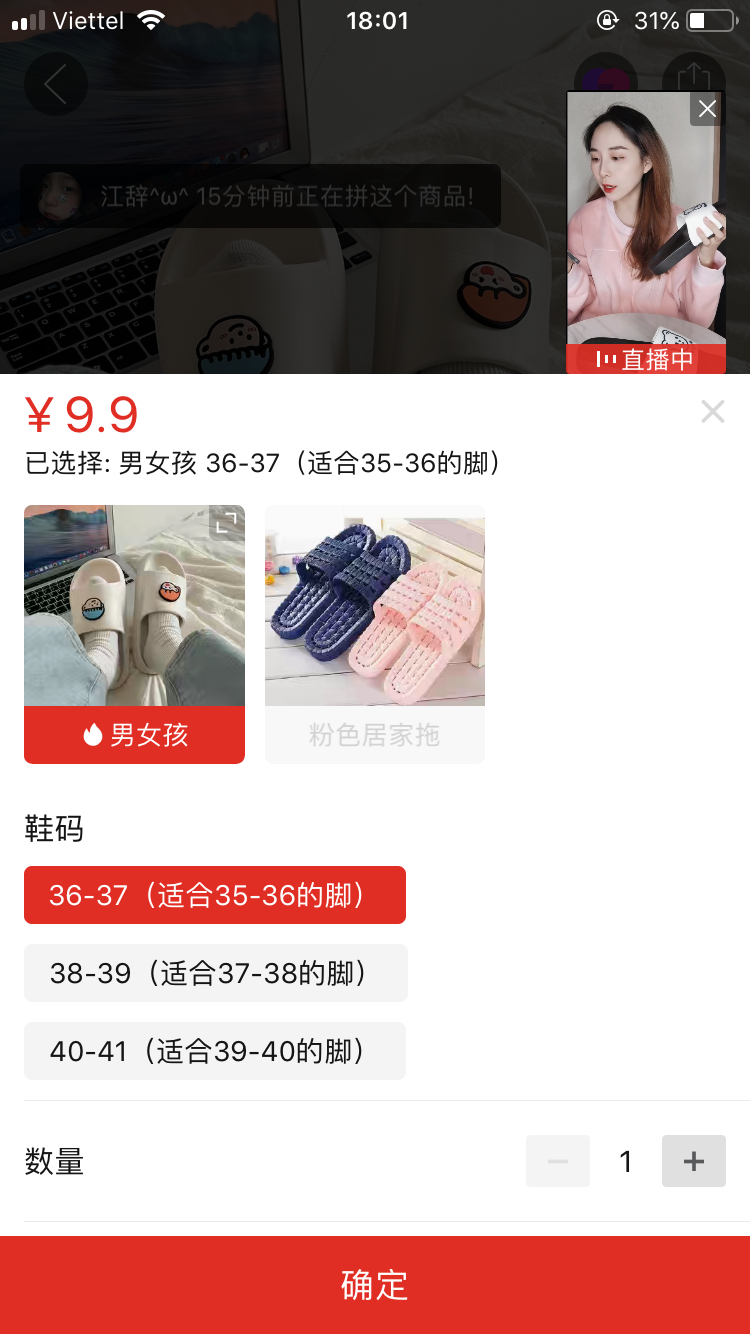 Viettel 18:01 31%
江辞^ω^ 15分钟前正在拼这个商品!
直播中
¥9.9
已选择: 男女孩 36-37（适合35-36的脚）
男女孩 粉色居家拖
鞋码
36-37（适合35-36的脚）
38-39（适合37-38的脚）
40-41（适合39-40的脚）
数量 1
确定